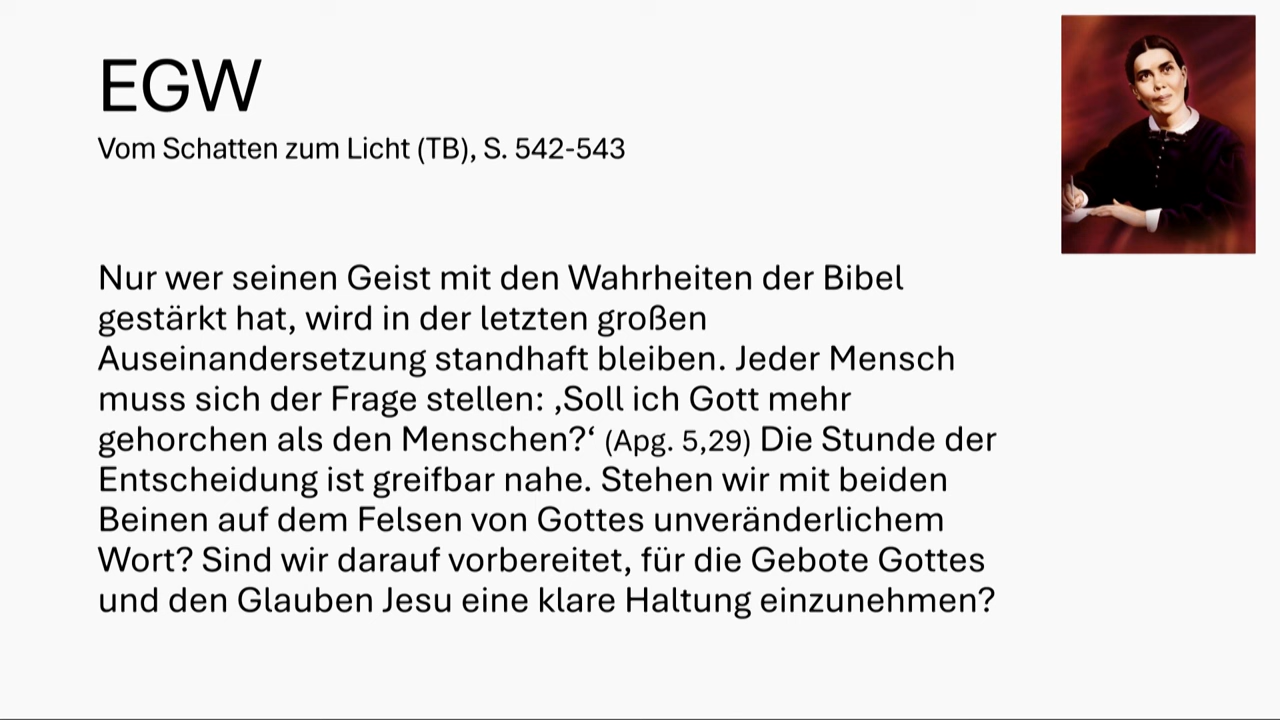 EGW
Vom Schatten zum Licht (TB), S. 542-543
Nur wer seinen Geist mit den Wahrheiten der Bibel
gestärkt hat, wird in der letzten großen
Auseinandersetzung standhaft bleiben. Jeder Mensch
muss sich der Frage stellen: ‚Soll ich Gott mehr
gehorchen als den Menschen?‘ (Apg. 5,29) Die Stunde der
Entscheidung ist greifbar nahe. Stehen wir mit beiden
Beinen auf dem Felsen von Gottes unveränderlichem
Wort? Sind wir darauf vorbereitet, für die Gebote Gottes
und den Glauben Jesu eine klare Haltung einzunehmen?